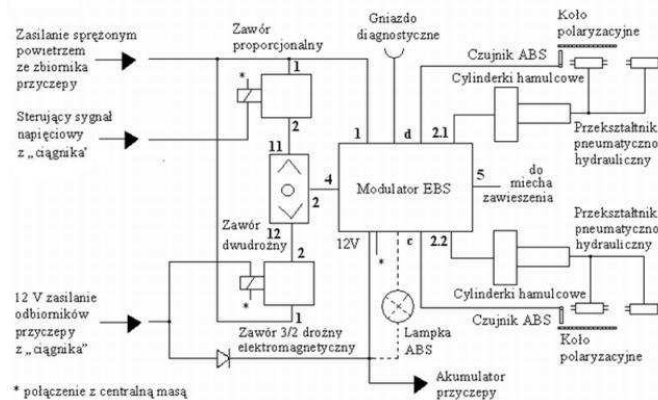 Zasilanie sprężonym
powietrzem
ze zbiornika
przyczepy
Zawór
proporcjonalny
Gniazdo
diagnostyczne
Koło
polaryzacyjne
Czujnik ABS
Cylinderki hamulcowe
*
1
Sterujący sygnał
napięciowy
z „ciągnika"
2
11
1
d
2.1
Przekształtnik
pneumatyczno
hydrauliczny
4
2
Modulator EBS
5
do
miecha
zawieszenia
12
Zawór
dwudrożny
2
12V
*
c
2.2
Przekształtnik
pneumatyczno
hydrauliczny
12 V zasilanie
odbiorników
przyczepy
z „ciągnika”
*
1
Zawór 3/2 drożny
elektromagnetyczny
Lampka
ABS
Cylinderki hamulcowe
Czujnik ABS
Koło
polaryzacyjne
* połączenie z centralną masą
Akumulator
przyczepy